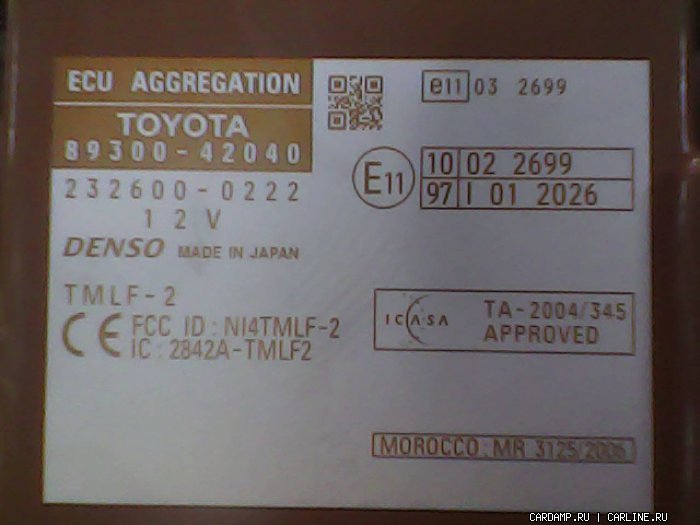 ECU AGGREGATION
TOYOTA
89300-42040
232600-0222
12V
DENSO MADE IN JAPAN
TMLF-2
CE FCC ID : NI4TMLF-2
IC : 2842A-TMLF2
e11 03 2699
E11
10 02 2699
97 I 01 2026
ICASA TA-2004/345
APPROVED
MOROCCO: MR 3125/2006
CARDAMP.RU | CARLINE.RU